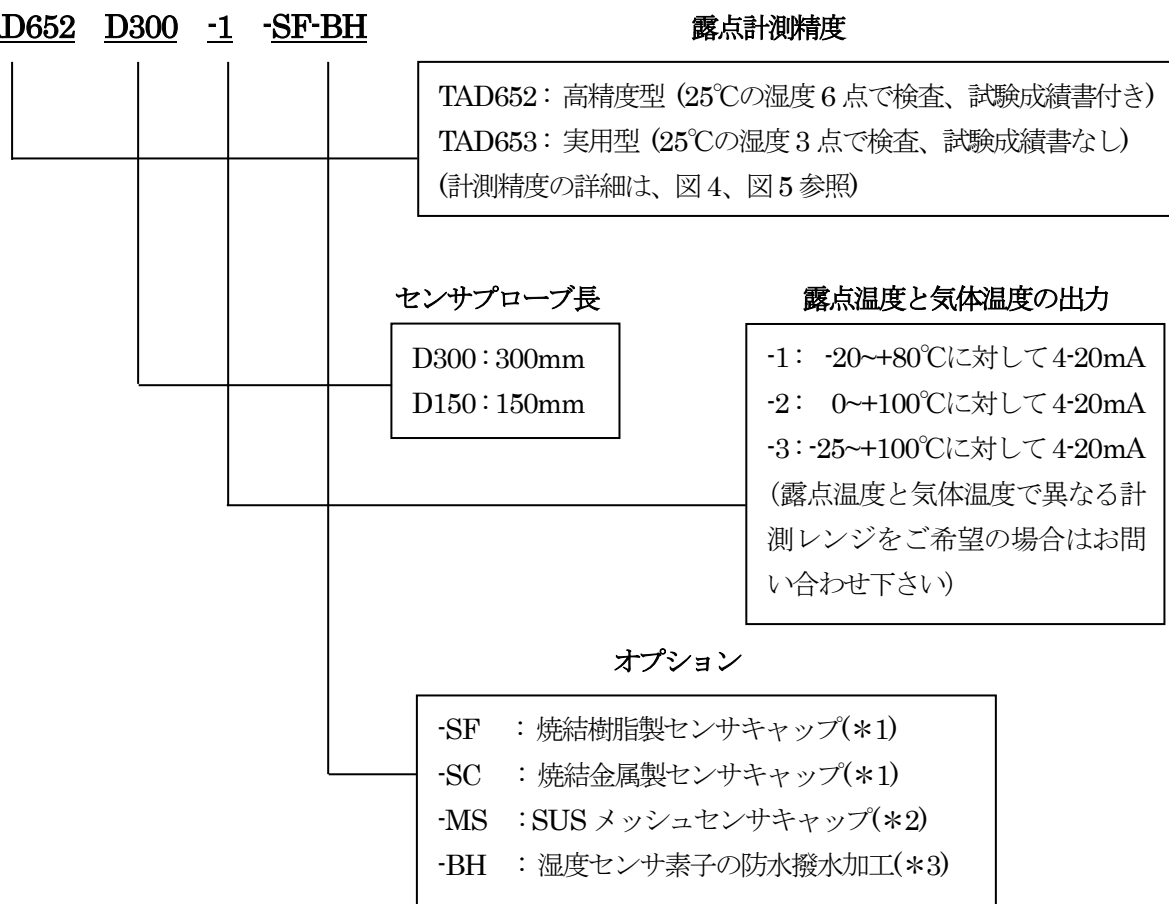 AD652 D300 -1 -SF-BH
露点計測精度
TAD652：高精度型 (25℃の湿度6点で検査、試験成績書付き)
TAD653：実用型 (25℃の湿度3点で検査、試験成績書なし)
(計測精度の詳細は、図4、図5参照)
センサプローブ長
D300：300mm
D150：150mm
露点温度と気体温度の出力
-1： -20~+80℃に対して4-20mA
-2： 0~+100℃に対して4-20mA
-3：-25~+100℃に対して4-20mA
（露点温度と気体温度で異なる計
測レンジをご希望の場合はお問
い合わせ下さい）
オプション
-SF ：焼結樹脂製センサキャップ(＊1)
-SC ：焼結金属製センサキャップ(＊1)
-MS ：SUSメッシュセンサキャップ(＊2)
-BH ：湿度センサ素子の防水撥水加工(＊3)